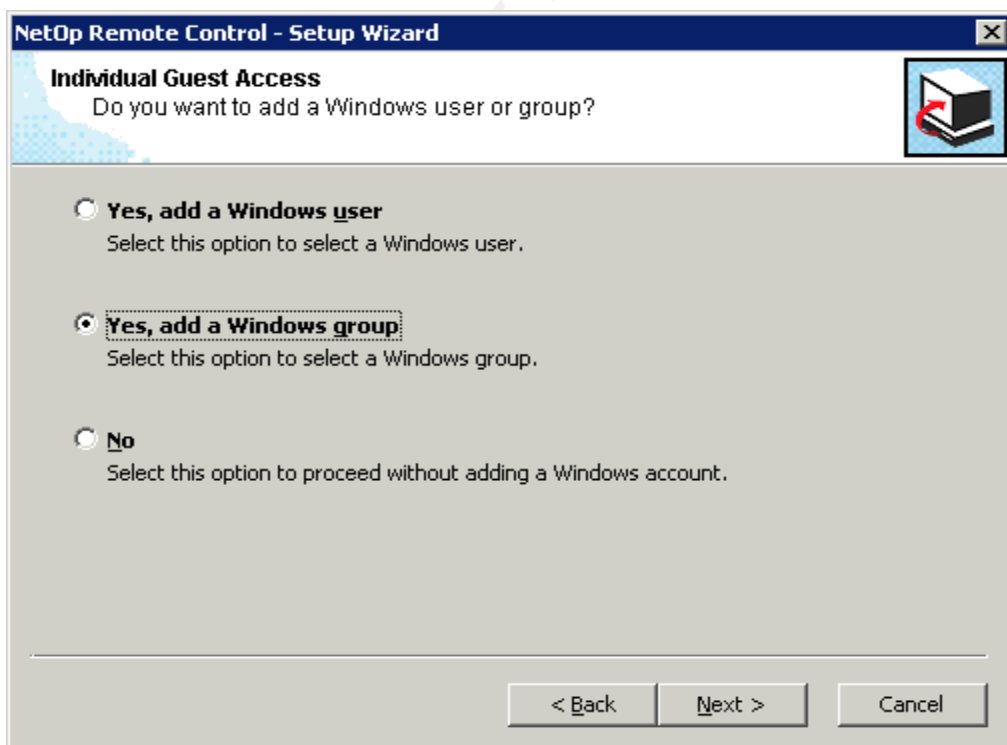 NetOp Remote Control - Setup Wizard
Individual Guest Access
Do you want to add a Windows user or group?
Yes, add a Windows user
Select this option to select a Windows user.
Yes, add a Windows group
Select this option to select a Windows group.
No
Select this option to proceed without adding a Windows account.
< Back Next > Cancel